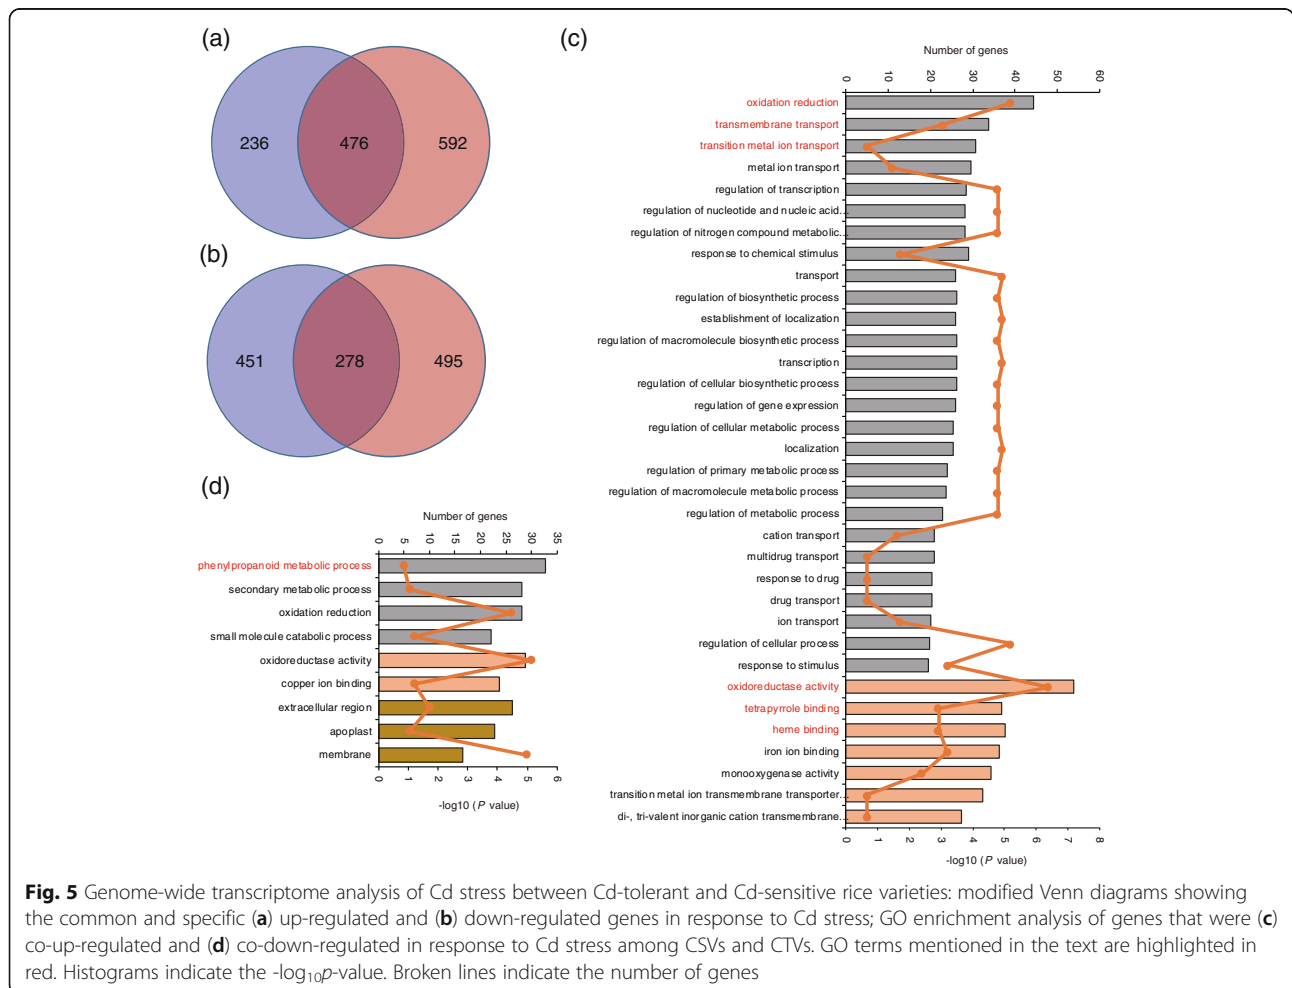 (a)
236
476
592
(b)
451
278
495
(c)
Number of genes
0
10
20
30
40
50
60
oxidation reduction
transmembrane transport
transition metal ion transport
metal ion transport
regulation of transcription
regulation of nucleotide and nucleic acid...
regulation of nitrogen compound metabolic...
response to chemical stimulus
transport
regulation of biosynthetic process
establishment of localization
regulation of macromolecule biosynthetic process
transcription
regulation of cellular biosynthetic process
regulation of gene expression
regulation of cellular metabolic process
localization
regulation of primary metabolic process
regulation of macromolecule metabolic process
regulation of metabolic process
cation transport
multidrug transport
response to drug
drug transport
ion transport
regulation of cellular process
response to stimulus
oxidoreductase activity
tetrapyrrole binding
heme binding
iron ion binding
monooxygenase activity
transition metal ion transmembrane transporter...
di-, tri-valent inorganic cation transmembrane...
0
1
2
3
4
5
6
7
8
-log10 (P value)
(d)
Number of genes
0
5
10
15
20
25
30
35
phenylpropanoid metabolic process
secondary metabolic process
oxidation reduction
small molecule catabolic process
oxidoreductase activity
copper ion binding
extracellular region
apoplast
membrane
0
1
2
3
4
5
6
-log10 (P value)
Fig. 5 Genome-wide transcriptome analysis of Cd stress between Cd-tolerant and Cd-sensitive rice varieties: modified Venn diagrams showing
the common and specific (a) up-regulated and (b) down-regulated genes in response to Cd stress; GO enrichment analysis of genes that were (c)
co-up-regulated and (d) co-down-regulated in response to Cd stress among CSVs and CTVs. GO terms mentioned in the text are highlighted in
red. Histograms indicate the -log10p-value. Broken lines indicate the number of genes